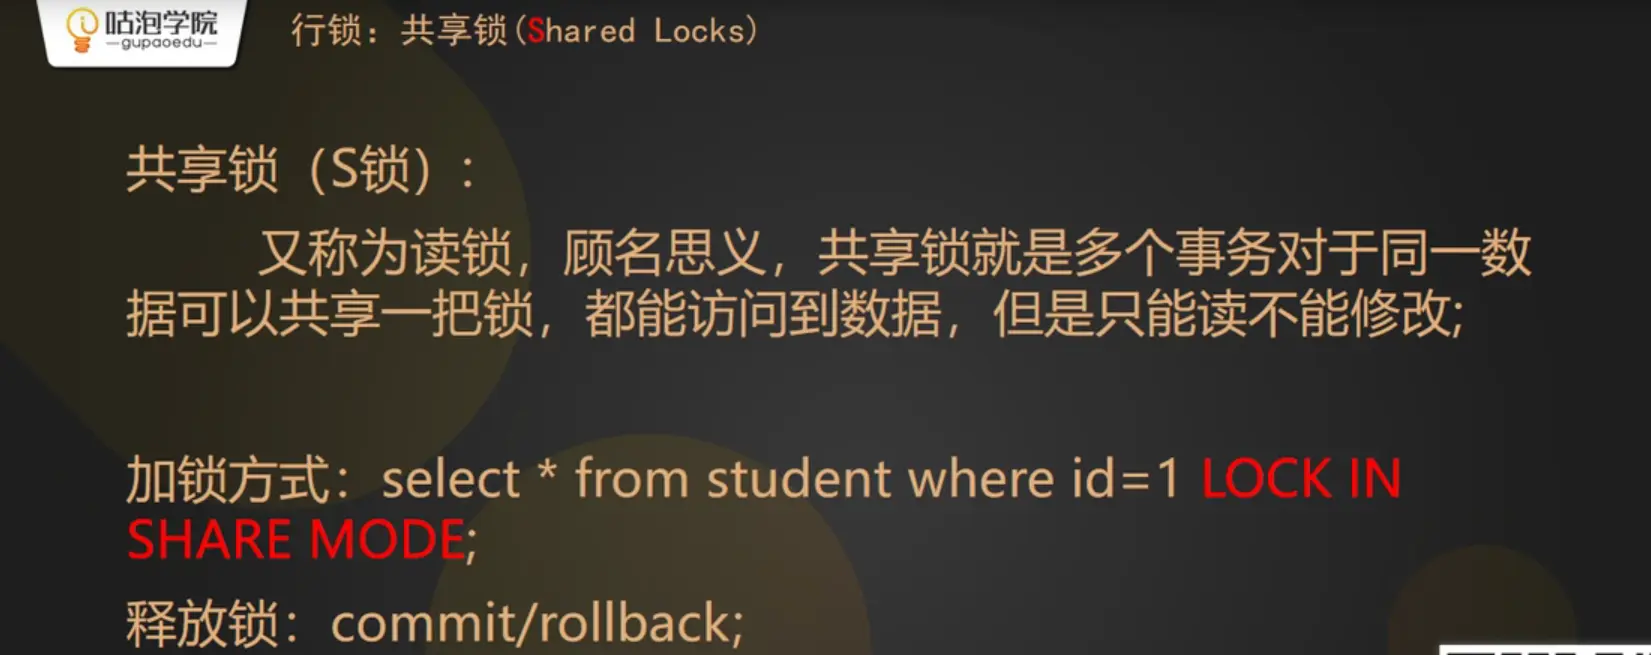 咕泡学院
gupaoedu
行锁：共享锁(Shared Locks)
共享锁（S锁）：
又称为读锁，顾名思义，共享锁就是多个事务对于同一数
据可以共享一把锁，都能访问到数据，但是只能读不能修改;
加锁方式：select * from student where id=1 LOCK IN
SHARE MODE;
释放锁：commit/rollback;